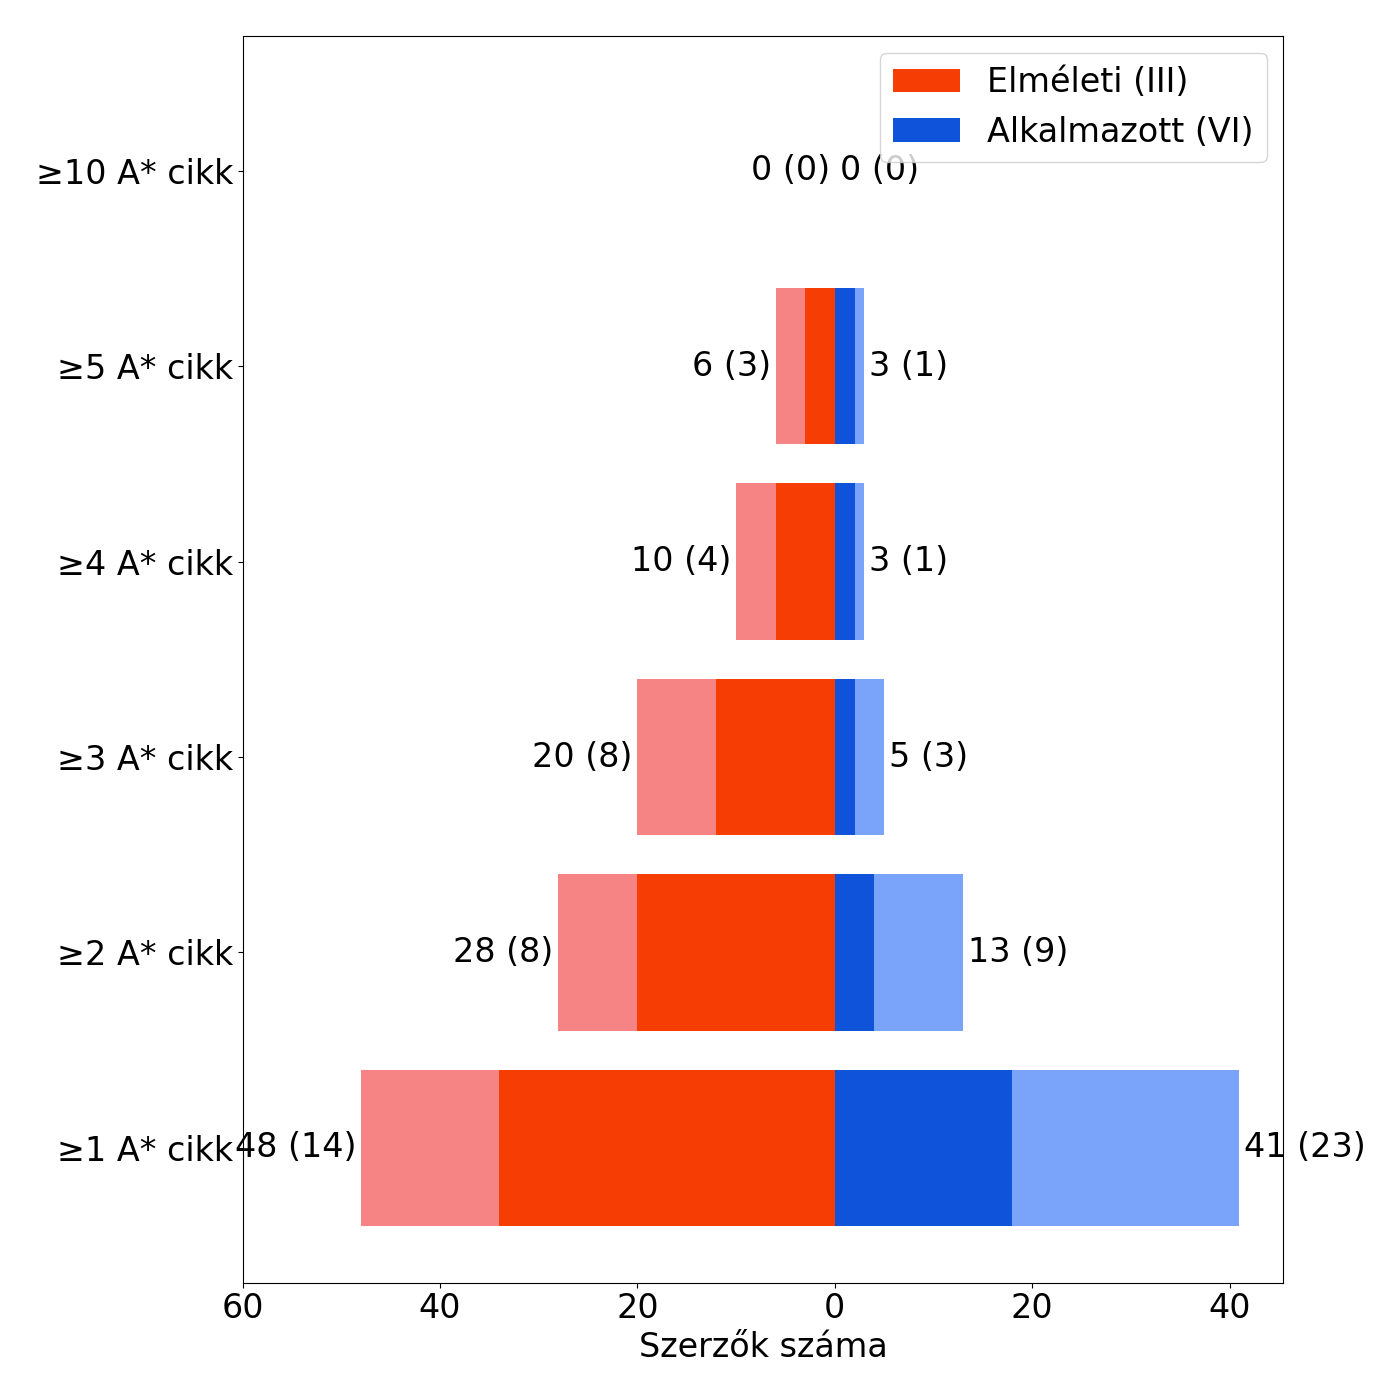 Elméleti (III)
Alkalmazott (VI)
≥10 A* cikk 0 (0) 0 (0)
≥5 A* cikk 6 (3) 3 (1)
≥4 A* cikk 10 (4) 3 (1)
≥3 A* cikk 20 (8) 5 (3)
≥2 A* cikk 28 (8) 13 (9)
≥1 A* cikk 48 (14) 41 (23)
60 40 20 0 20 40
Szerzők száma